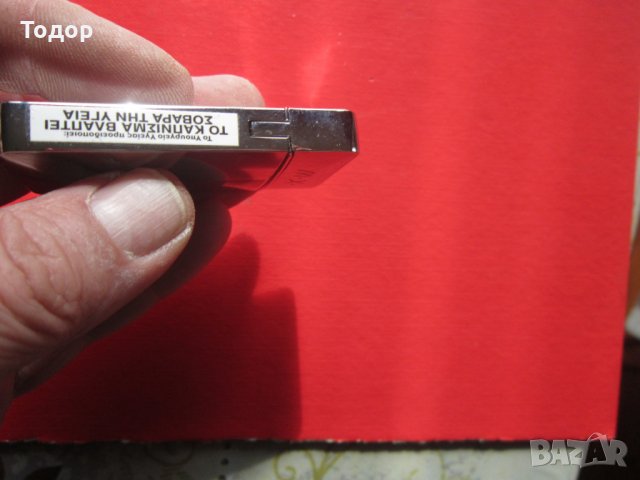 Тодор
Το Υπουργείο Υγείας προειδοποιεί:
ΤΟ ΚΑΠΝΙΣΜΑ ΒΛΑΠΤΕΙ
ΣΟΒΑΡΑ ΤΗΝ ΥΓΕΙΑ
BAZAR